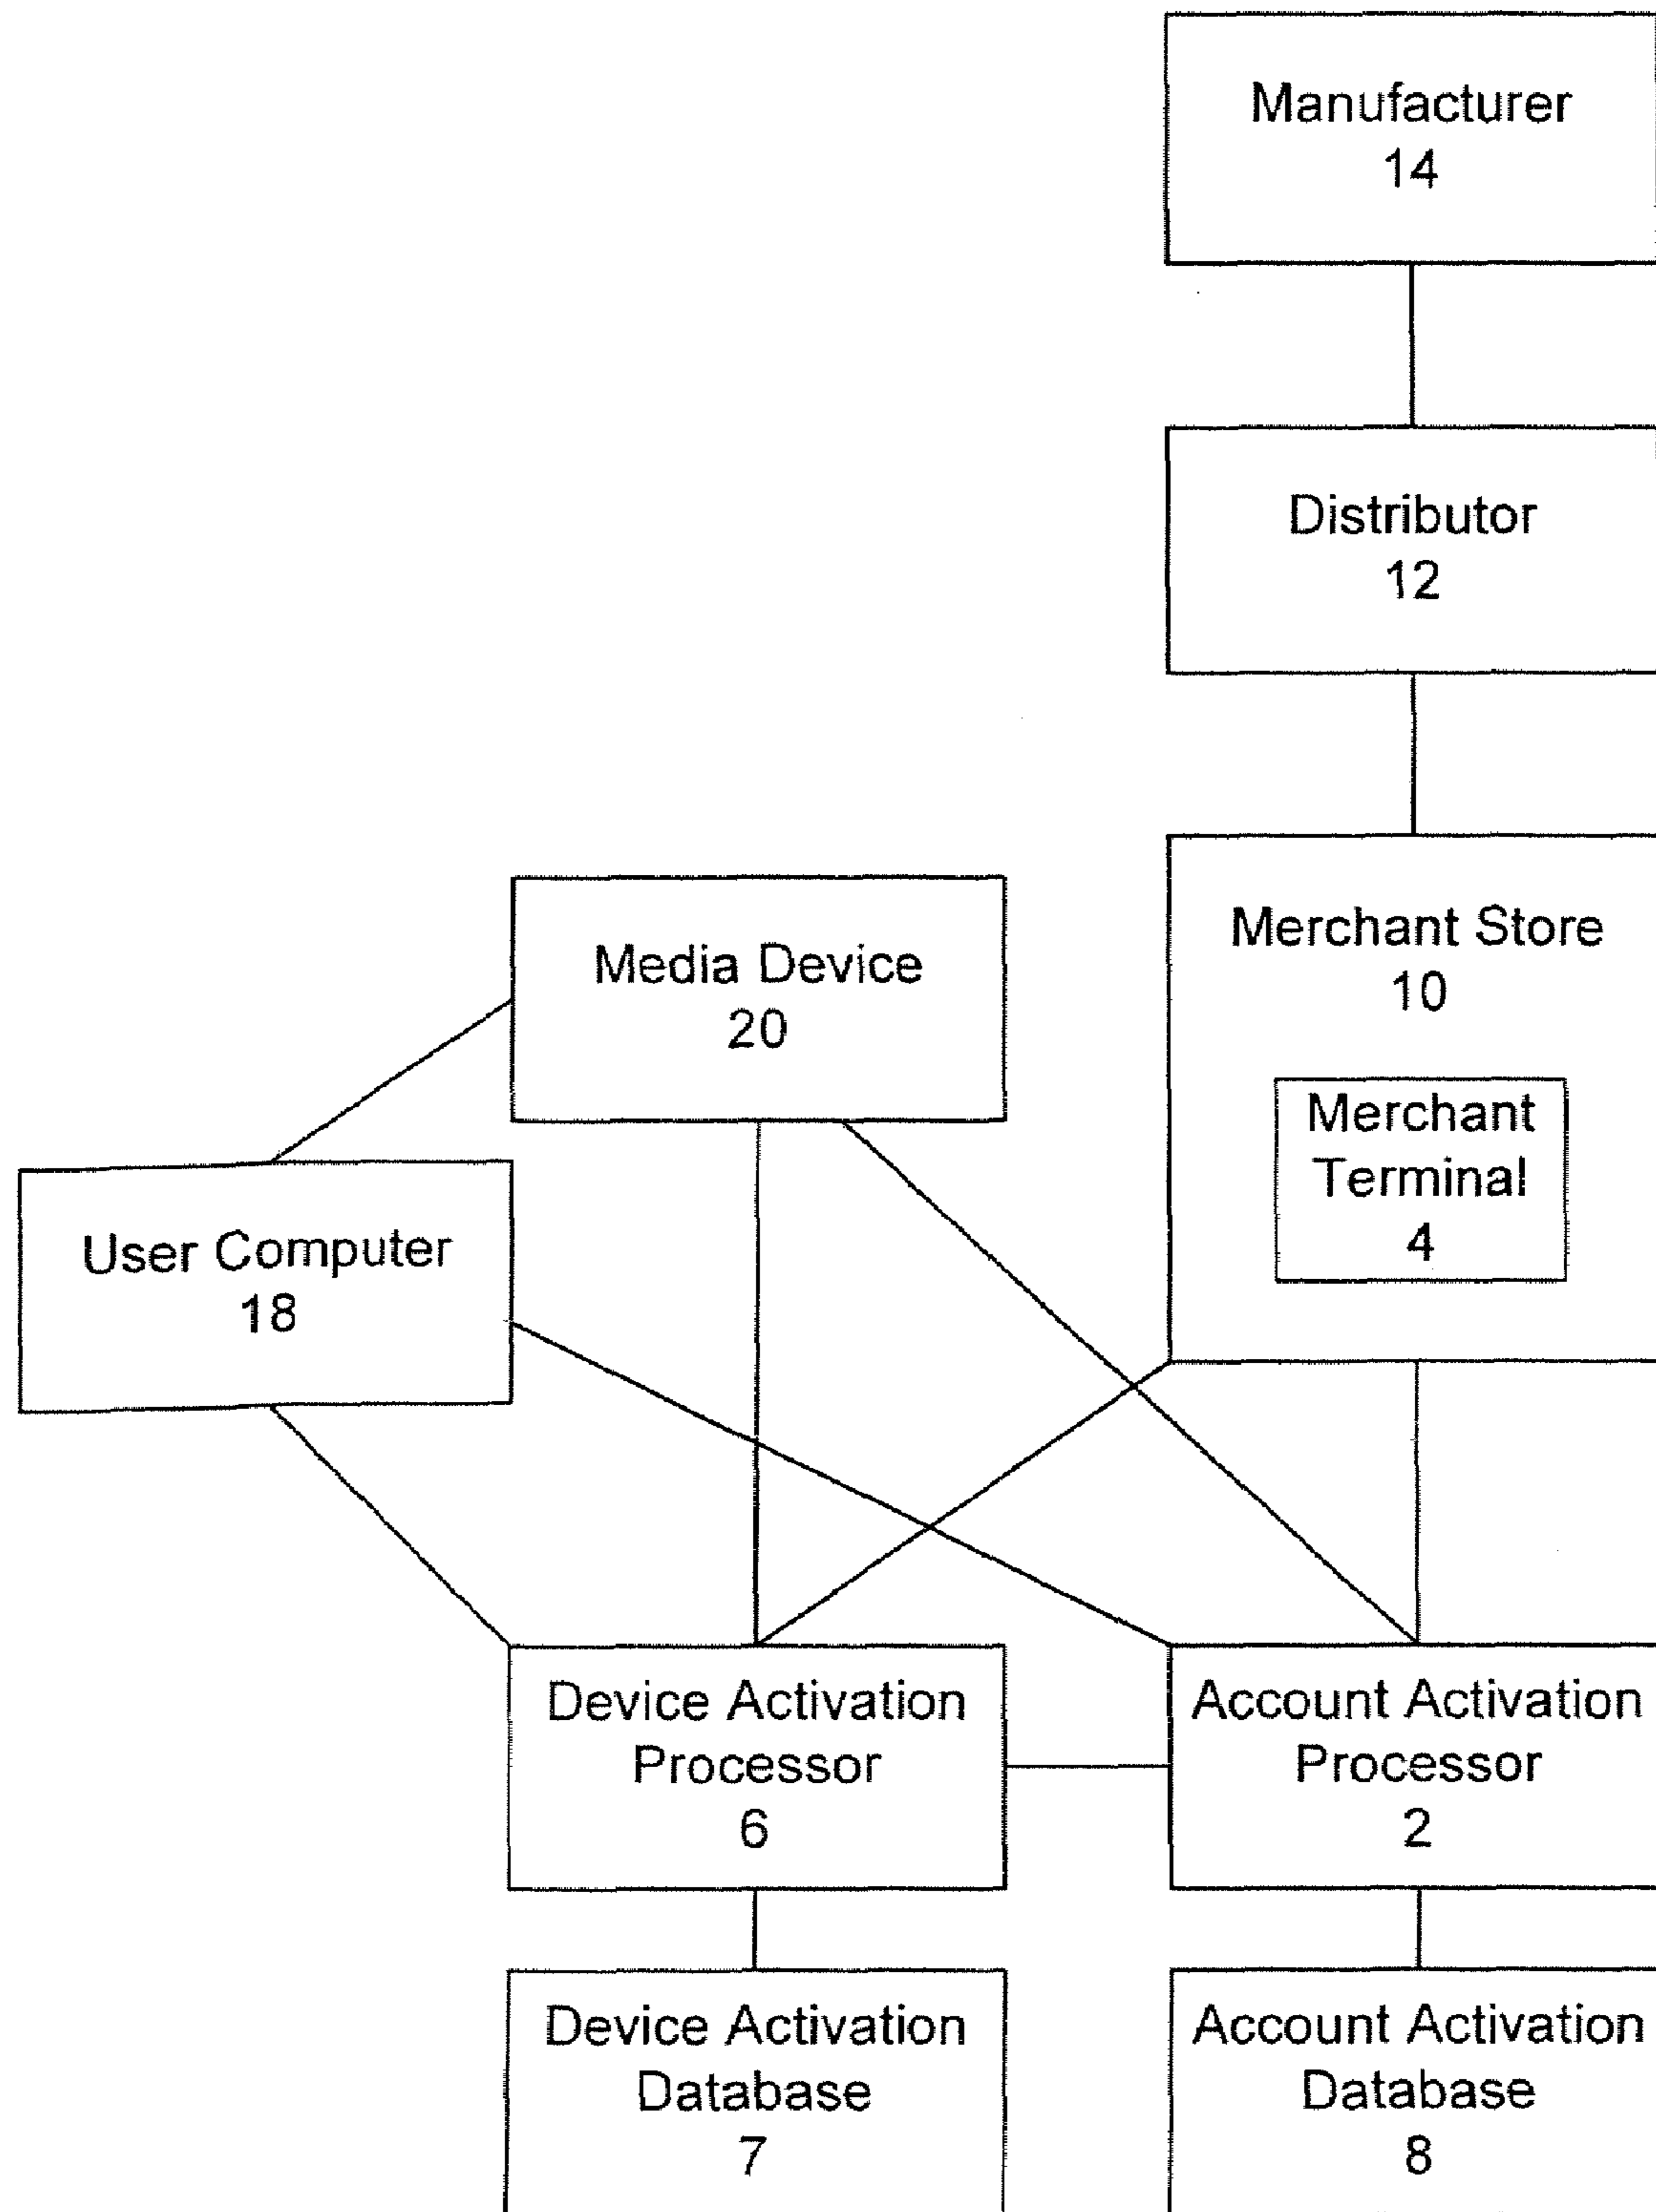 Manufacturer
14
Distributor
12
Merchant Store
10
Merchant
Terminal
4
Media Device
20
User Computer
18
Device Activation
Processor
6
Account Activation
Processor
2
Device Activation
Database
7
Account Activation
Database
8